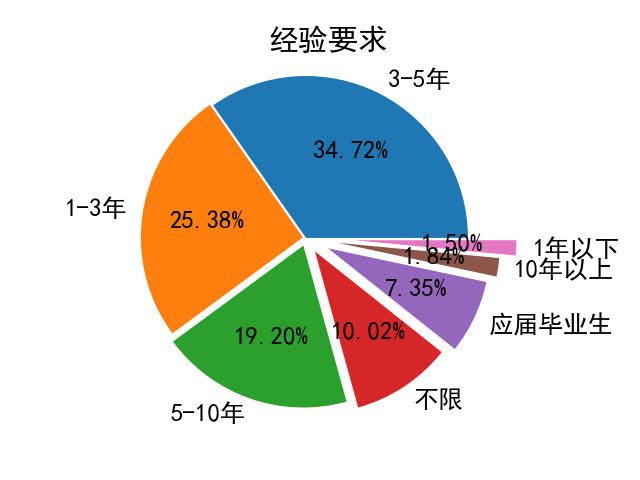 经验要求
3-5年
34.72%
1-3年
25.38%
5-10年
19.20%
不限
10.02%
应届毕业生
7.35%
10年以上
1.84%
1年以下
1.50%